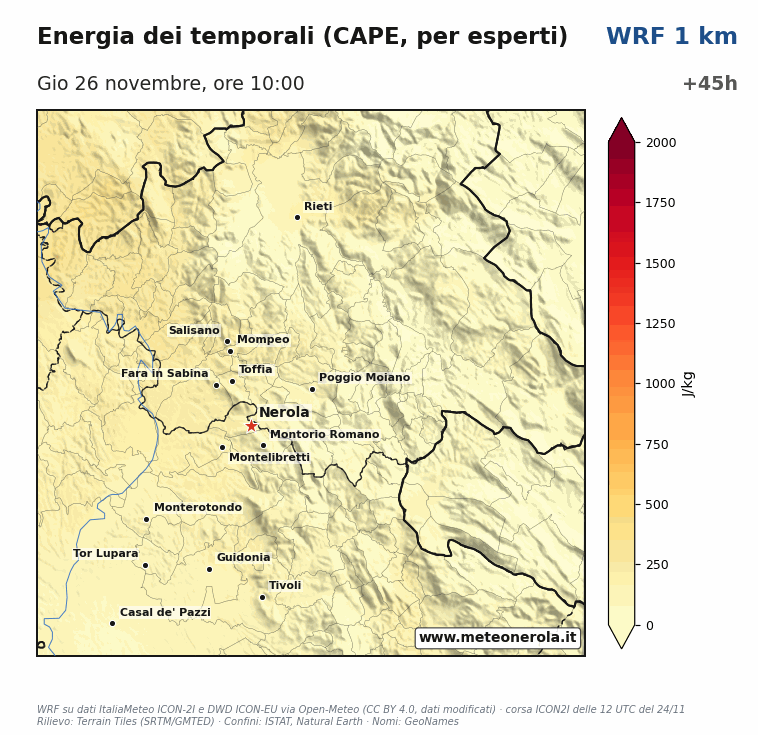 Energia dei temporali (CAPE, per esperti) WRF 1 km
Gio 26 novembre, ore 10:00 +45h
2000
1750
1500
1250
1000
750
500
250
0
J/kg
Rieti
Salisano
Mompeo
Toffia
Fara in Sabina
Poggio Moiano
Nerola
Montorio Romano
Montelibretti
Monterotondo
Tor Lupara
Guidonia
Tivoli
Casal de' Pazzi
www.meteonerola.it
WRF su dati ItaliaMeteo ICON-2I e DWD ICON-EU via Open-Meteo (CC BY 4.0, dati modificati) · corsa ICON2I delle 12 UTC del 24/11
Rilievo: Terrain Tiles (SRTM/GMTED) · Confini: ISTAT, Natural Earth · Nomi: GeoNames